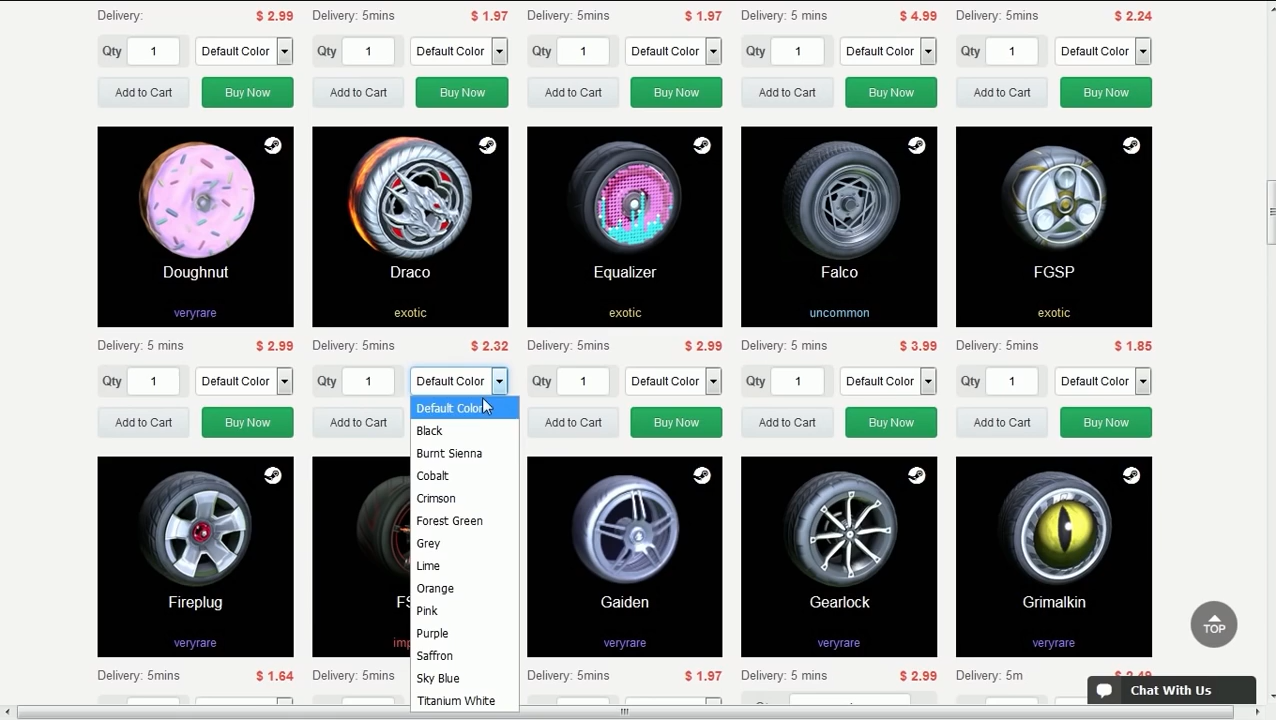 Delivery: $ 2.99 Delivery: 5mins $ 1.97 Delivery: 5mins $ 1.97 Delivery: 5 mins $ 4.99 Delivery: 5mins $ 2.24
Qty 1 Default Color Qty 1 Default Color Qty 1 Default Color Qty 1 Default Color Qty 1 Default Color
Add to Cart Buy Now Add to Cart Buy Now Add to Cart Buy Now Add to Cart Buy Now Add to Cart Buy Now
Doughnut Draco Equalizer Falco FGSP
veryrare exotic exotic uncommon exotic
Delivery: 5 mins $ 2.99 Delivery: 5mins $ 2.32 Delivery: 5mins $ 2.99 Delivery: 5 mins $ 3.99 Delivery: 5mins $ 1.85
Qty 1 Default Color Qty 1 Default Color Qty 1 Default Color Qty 1 Default Color Qty 1 Default Color
Add to Cart Buy Now Add to Cart Add to Cart Buy Now Add to Cart Buy Now Add to Cart Buy Now
Default Color
Black
Burnt Sienna
Cobalt
Crimson
Forest Green
Grey
Lime
Orange
Pink
Purple
Saffron
Sky Blue
Titanium White
Fireplug Gaiden Gearlock Grimalkin
veryrare veryrare veryrare veryrare
Delivery: 5mins $ 1.64 Delivery: 5mins Delivery: 5mins $ 1.97 Delivery: 5mins $ 2.99 Delivery: 5m
TOP
Chat With Us